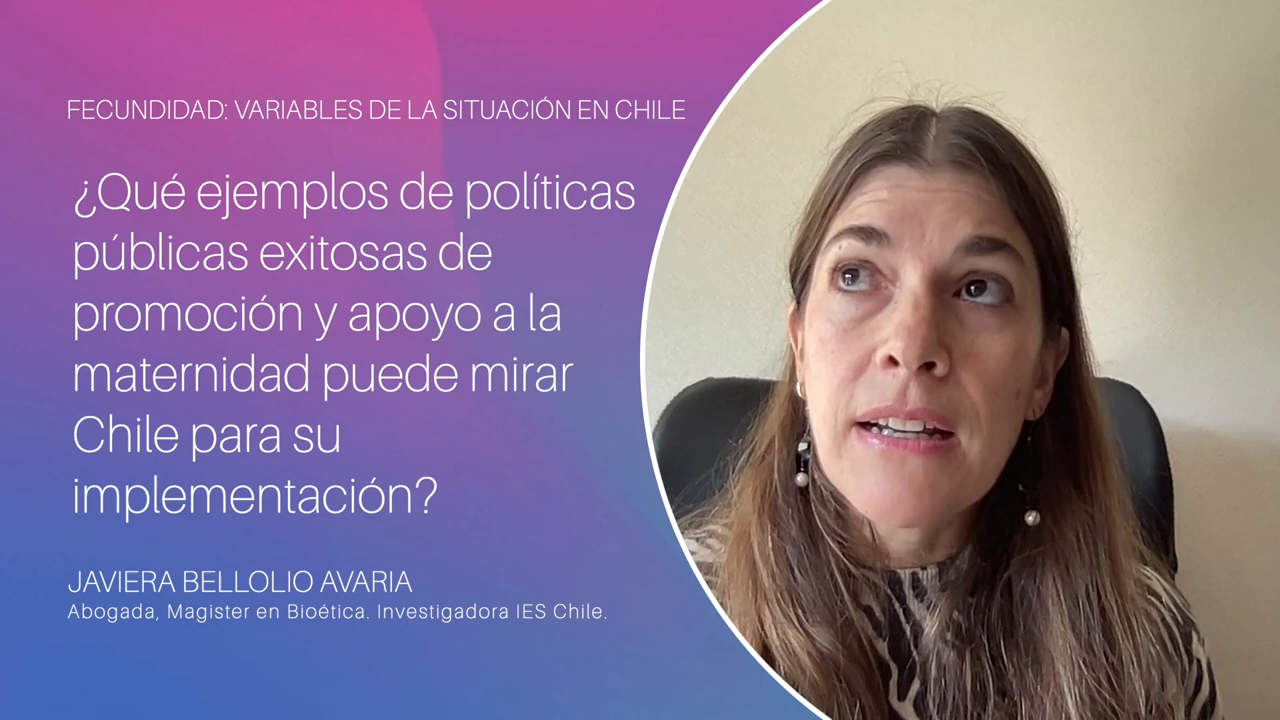 FECUNDIDAD: VARIABLES DE LA SITUACIÓN EN CHILE
¿Qué ejemplos de políticas
públicas exitosas de
promoción y apoyo a la
maternidad puede mirar
Chile para su
implementación?
JAVIERA BELLOLIO AVARIA
Abogada, Magister en Bioética. Investigadora IES Chile.